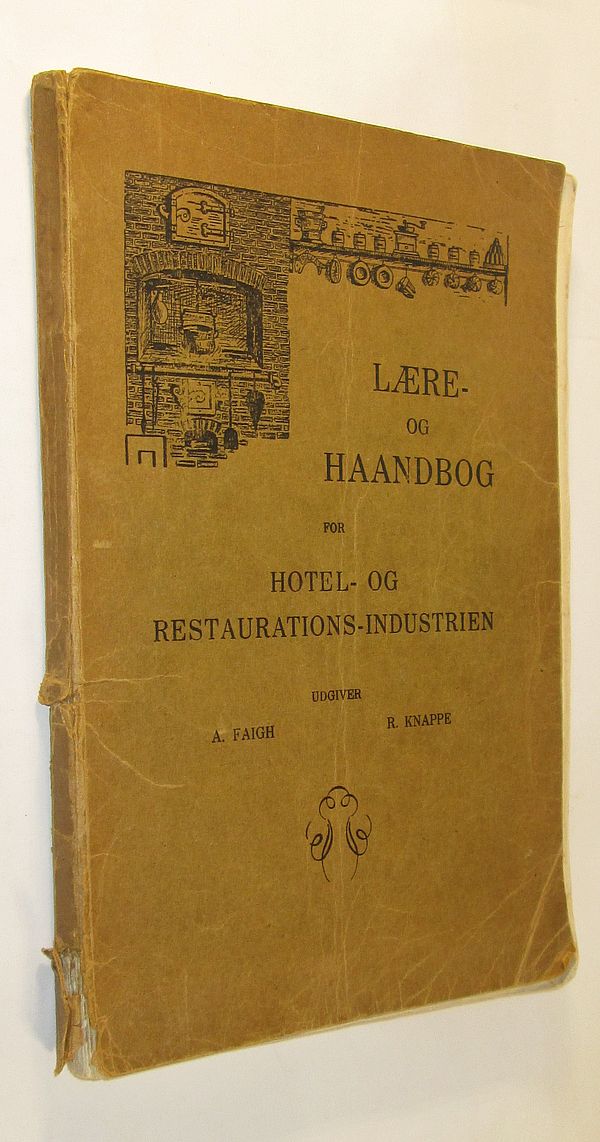 LÆRE-
OG
HAANDBOG
FOR
HOTEL- OG
RESTAURATIONS-INDUSTRIEN
UDGIVER
A. FAIGH R. KNAPPE